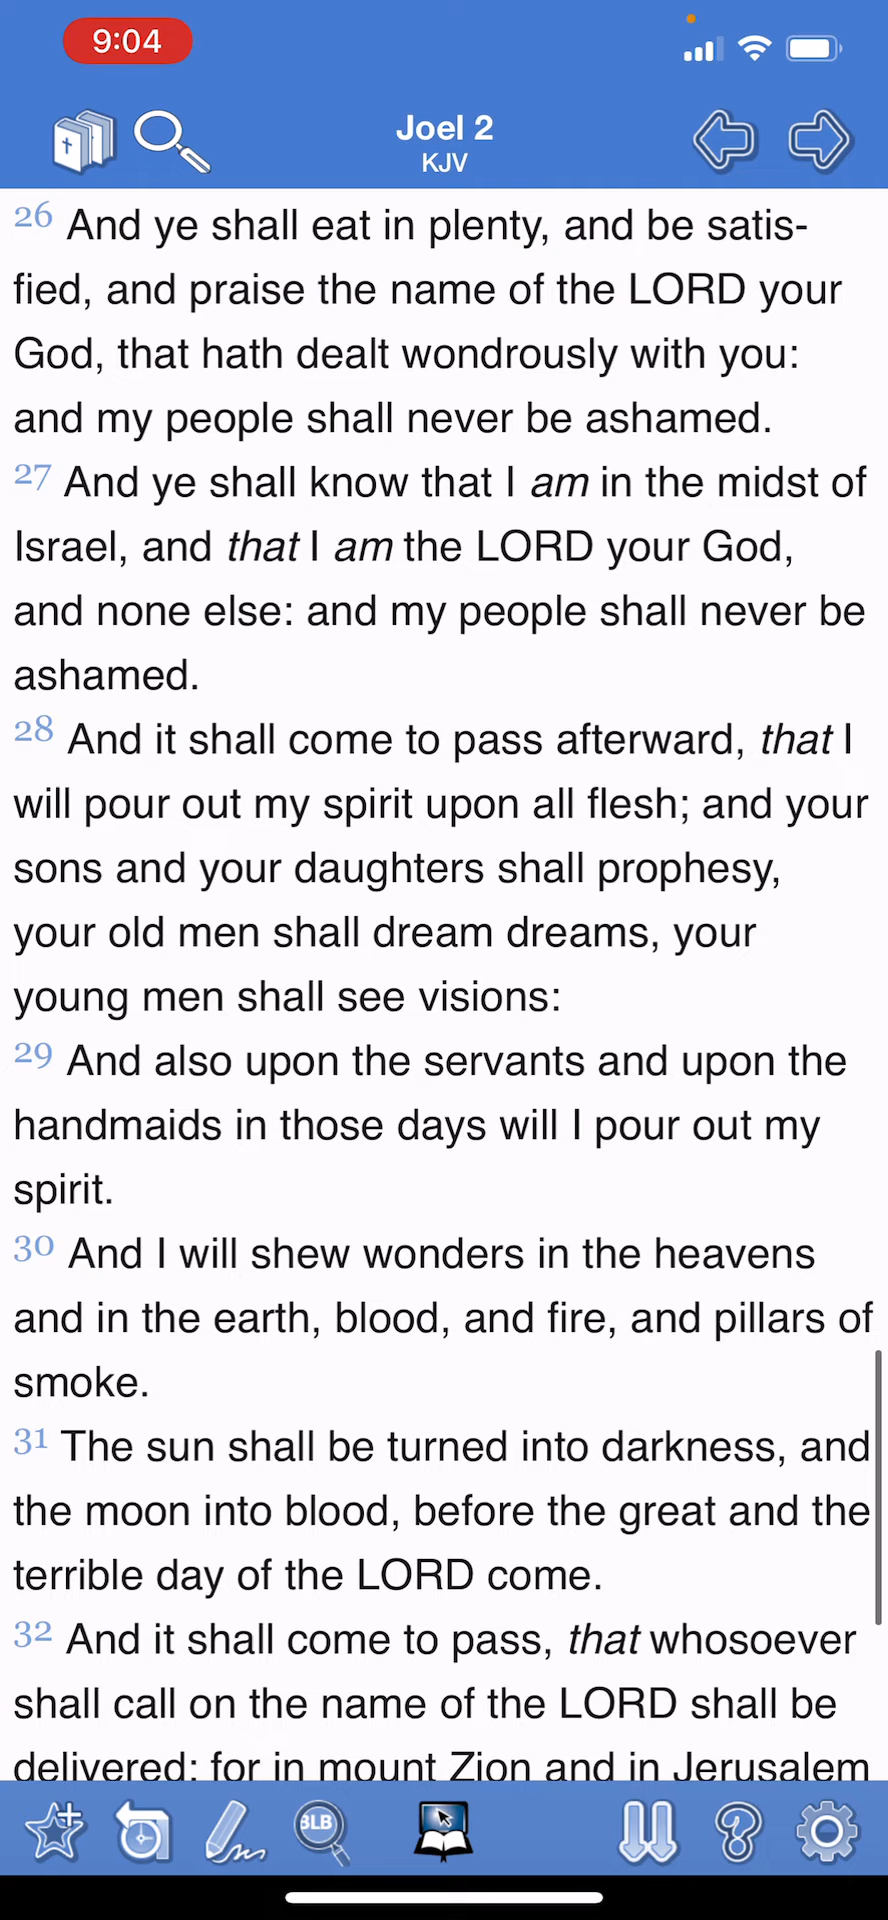 9:04
Joel 2
KJV
26 And ye shall eat in plenty, and be satis-
fied, and praise the name of the LORD your
God, that hath dealt wondrously with you:
and my people shall never be ashamed.
27 And ye shall know that I am in the midst of
Israel, and that I am the LORD your God,
and none else: and my people shall never be
ashamed.
28 And it shall come to pass afterward, that I
will pour out my spirit upon all flesh; and your
sons and your daughters shall prophesy,
your old men shall dream dreams, your
young men shall see visions:
29 And also upon the servants and upon the
handmaids in those days will I pour out my
spirit.
30 And I will shew wonders in the heavens
and in the earth, blood, and fire, and pillars of
smoke.
31 The sun shall be turned into darkness, and
the moon into blood, before the great and the
terrible day of the LORD come.
32 And it shall come to pass, that whosoever
shall call on the name of the LORD shall be
delivered: for in mount Zion and in Jerusalem
BLB